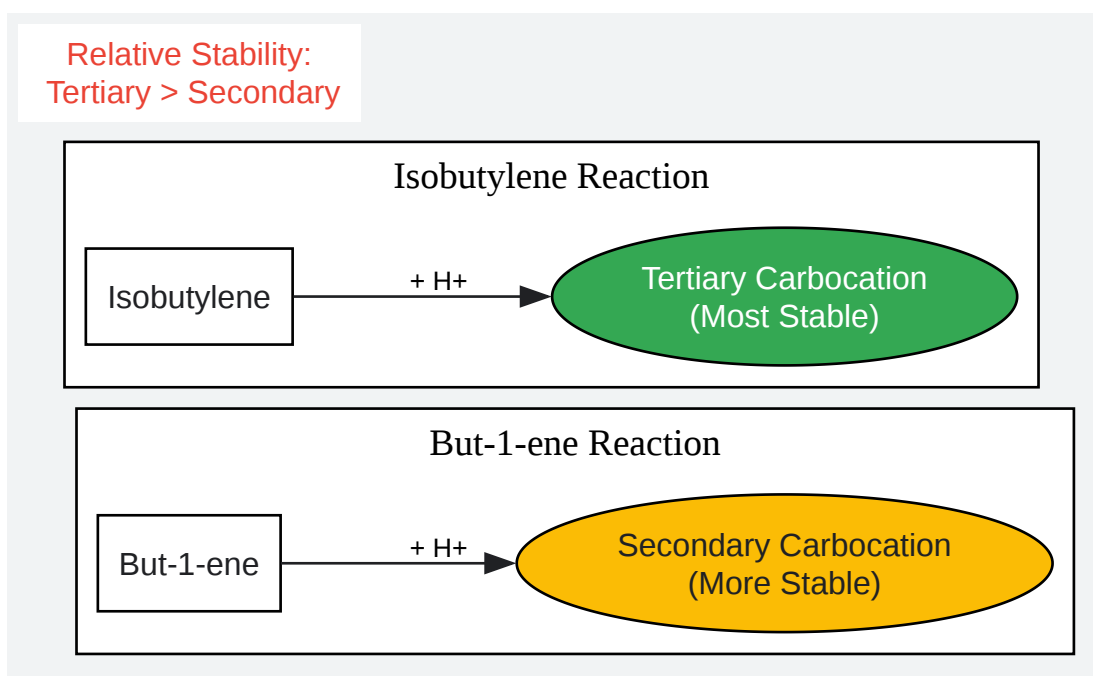 Relative Stability:
Tertiary > Secondary
Isobutylene Reaction
Isobutylene
+ H+
Tertiary Carbocation
(Most Stable)
But-1-ene Reaction
But-1-ene
+ H+
Secondary Carbocation
(More Stable)